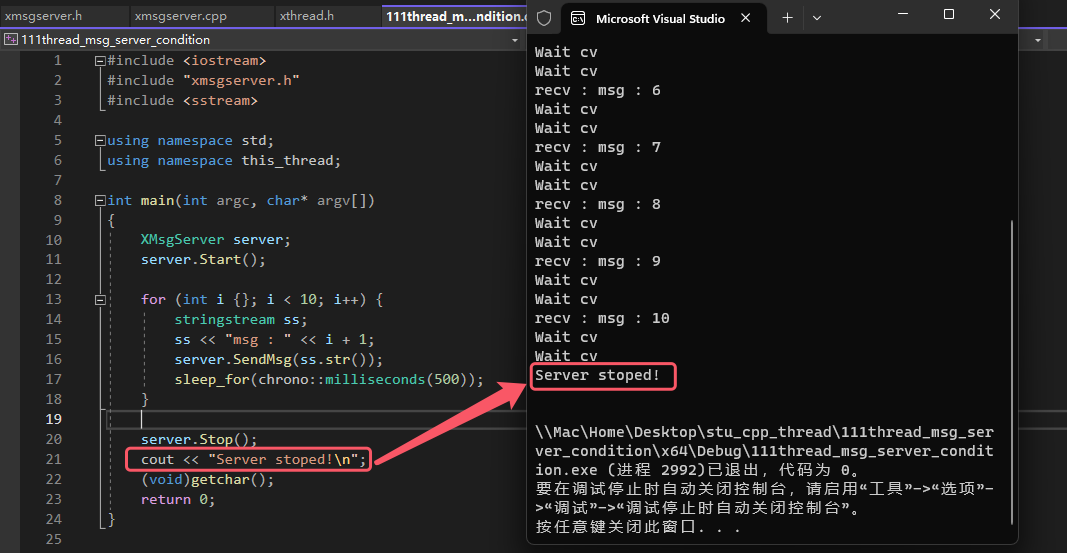 xmsgserver.h
xmsgserver.cpp
xthread.h
111thread_m...ndition.
111thread_msg_server_condition
1 #include <iostream>
2 #include "xmsgserver.h"
3 #include <sstream>
4
5 using namespace std;
6 using namespace this_thread;
7
8 int main(int argc, char* argv[])
9 {
10 XMsgServer server;
11 server.Start();
12
13 for (int i {}; i < 10; i++) {
14 stringstream ss;
15 ss << "msg : " << i + 1;
16 server.SendMsg(ss.str());
17 sleep_for(chrono::milliseconds(500));
18 }
19
20 server.Stop();
21 cout << "Server stoped!\n";
22 (void)getchar();
23 return 0;
24 }
25
Microsoft Visual Studio
Wait cv
Wait cv
recv : msg : 6
Wait cv
Wait cv
recv : msg : 7
Wait cv
Wait cv
recv : msg : 8
Wait cv
Wait cv
recv : msg : 9
Wait cv
Wait cv
recv : msg : 10
Wait cv
Wait cv
Server stoped!
\\Mac\Home\Desktop\stu_cpp_thread\111thread_msg_ser
ver_condition\x64\Debug\111thread_msg_server_condit
ion.exe (进程 2992)已退出，代码为 0。
要在调试停止时自动关闭控制台，请启用“工具”->“选项”-
>“调试”->“调试停止时自动关闭控制台”。
按任意键关闭此窗口. . .